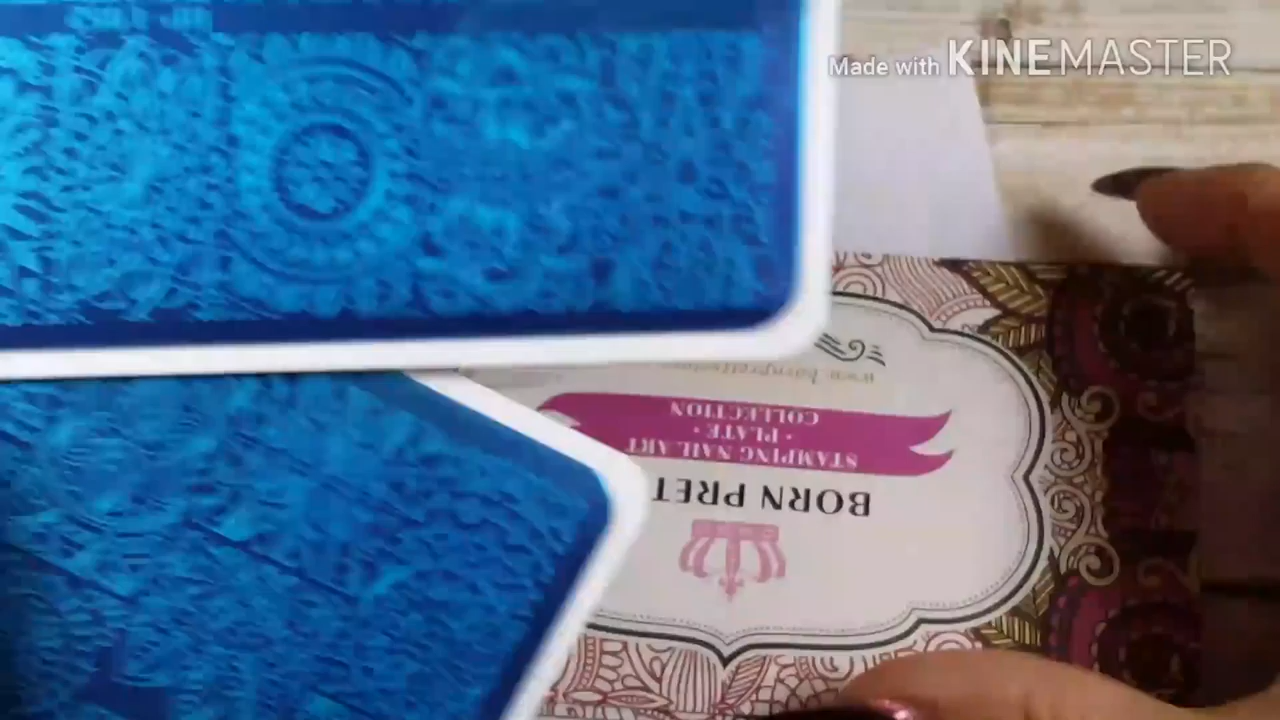 Made with KINEMASTER
BORN PRET
STAMPING NAIL ART
· PLATE ·
COLLECTION